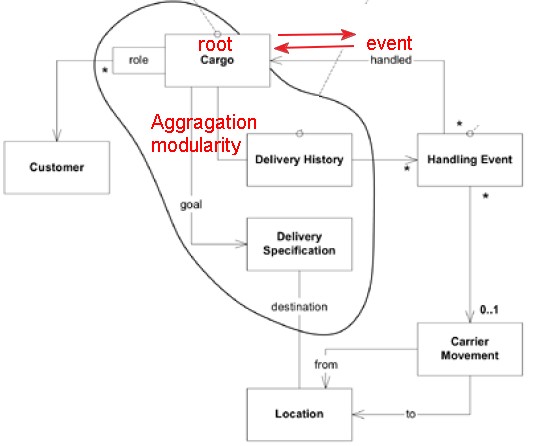 root
event
role
*
Cargo
handled
Aggragation
modularity
*
Customer
Delivery History
*
Handling Event
*
goal
Delivery
Specification
destination
0..1
Carrier
Movement
from
Location
to